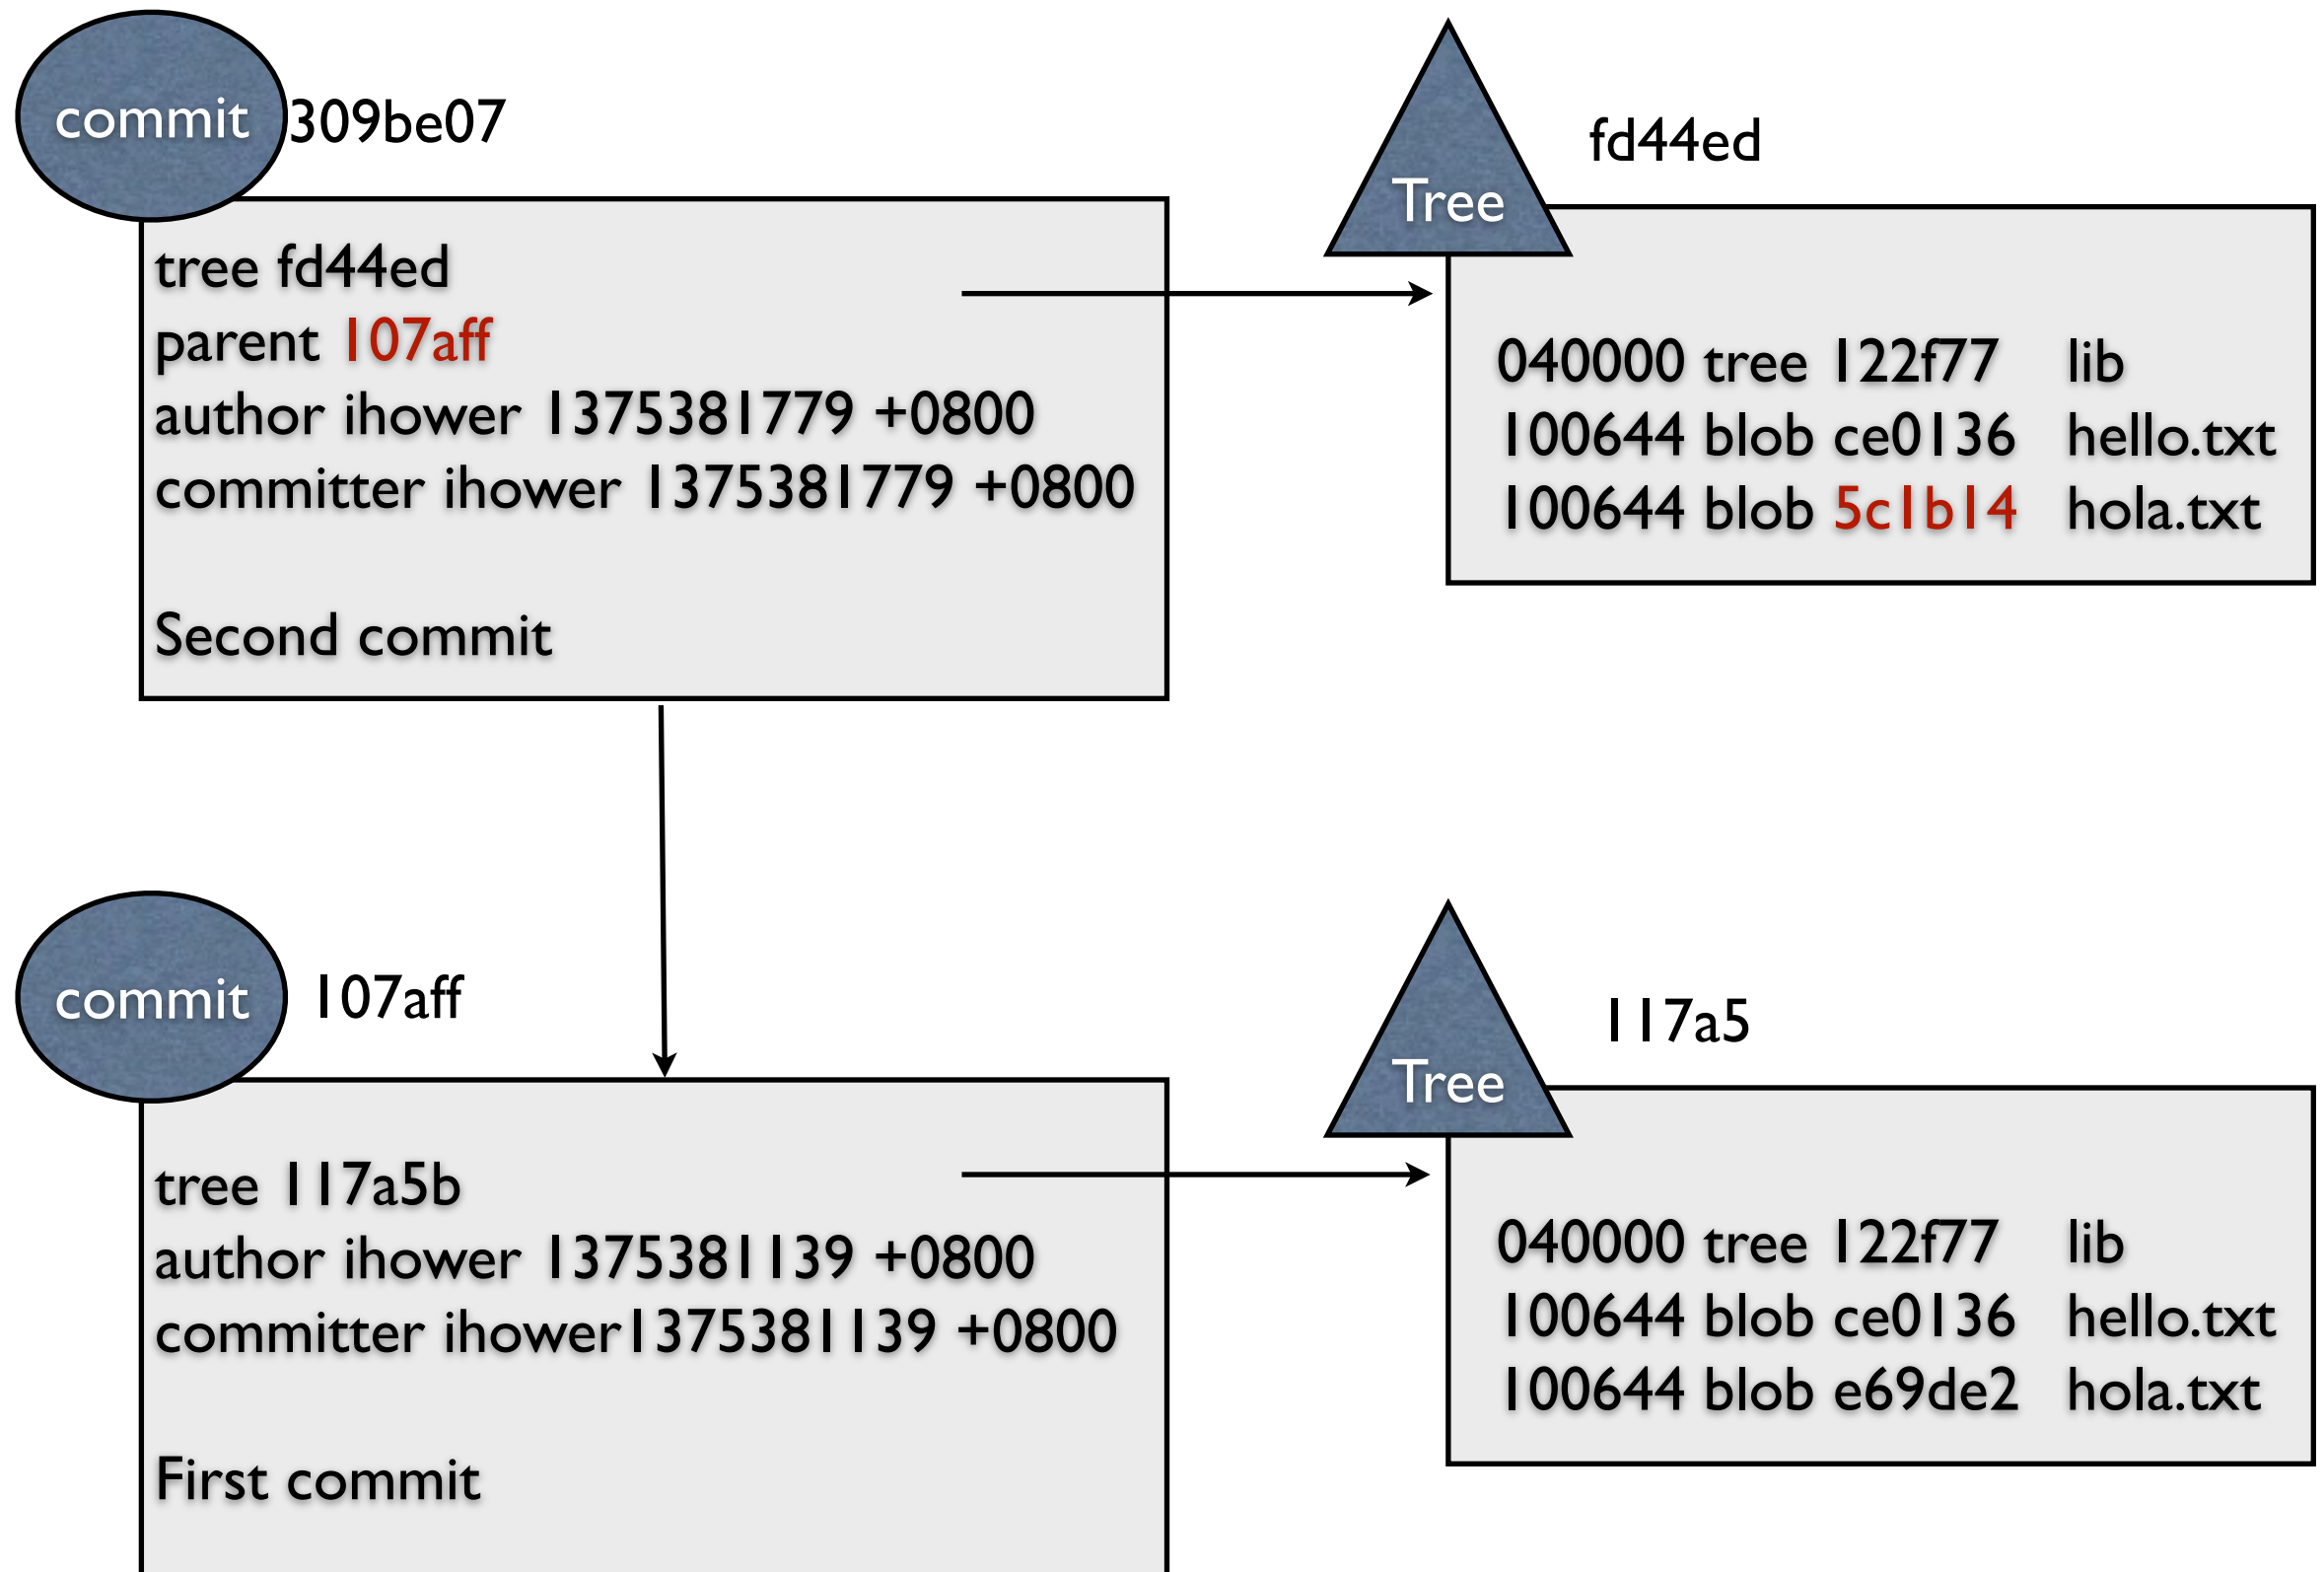 commit
309be07
tree fd44ed
parent 107aff
author ihower 1375381779 +0800
committer ihower 1375381779 +0800
Second commit
Tree
fd44ed
040000 tree 122f77 lib
100644 blob ce0136 hello.txt
100644 blob 5c1b14 hola.txt
commit
107aff
tree 117a5b
author ihower 1375381139 +0800
committer ihower1375381139 +0800
First commit
Tree
117a5
040000 tree 122f77 lib
100644 blob ce0136 hello.txt
100644 blob e69de2 hola.txt